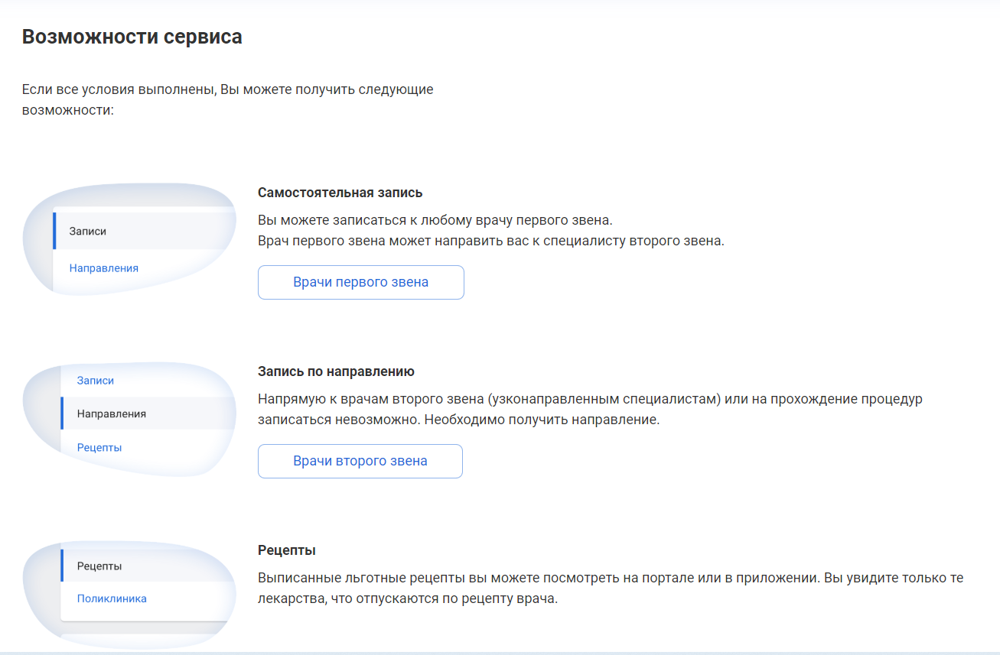 Возможности сервиса
Если все условия выполнены, Вы можете получить следующие
возможности:
Записи
Направления
Самостоятельная запись
Вы можете записаться к любому врачу первого звена.
Врач первого звена может направить вас к специалисту второго звена.
Врачи первого звена
Записи
Направления
Рецепты
Запись по направлению
Напрямую к врачам второго звена (узконаправленным специалистам) или на прохождение процедур
записаться невозможно. Необходимо получить направление.
Врачи второго звена
Рецепты
Поликлиника
Рецепты
Выписанные льготные рецепты вы можете посмотреть на портале или в приложении. Вы увидите только те
лекарства, что отпускаются по рецепту врача.